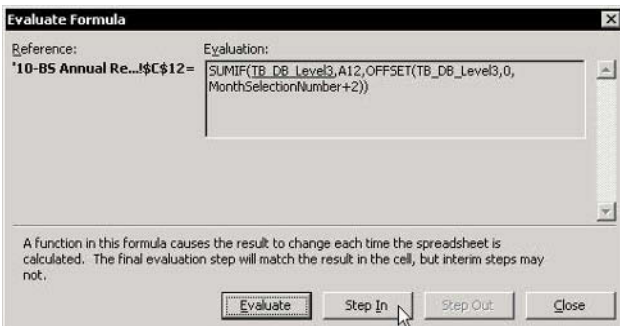 Evaluate Formula
Reference:
Evaluation:
'10-BS Annual Re...!$C$12=
SUMIF(TB_DB_Level3,A12,OFFSET(TB_DB_Level3,0,
MonthSelectionNumber+2))
A function in this formula causes the result to change each time the spreadsheet is
calculated. The final evaluation step will match the result in the cell, but interim steps may
not.
Evaluate
Step In
Step Out
Close